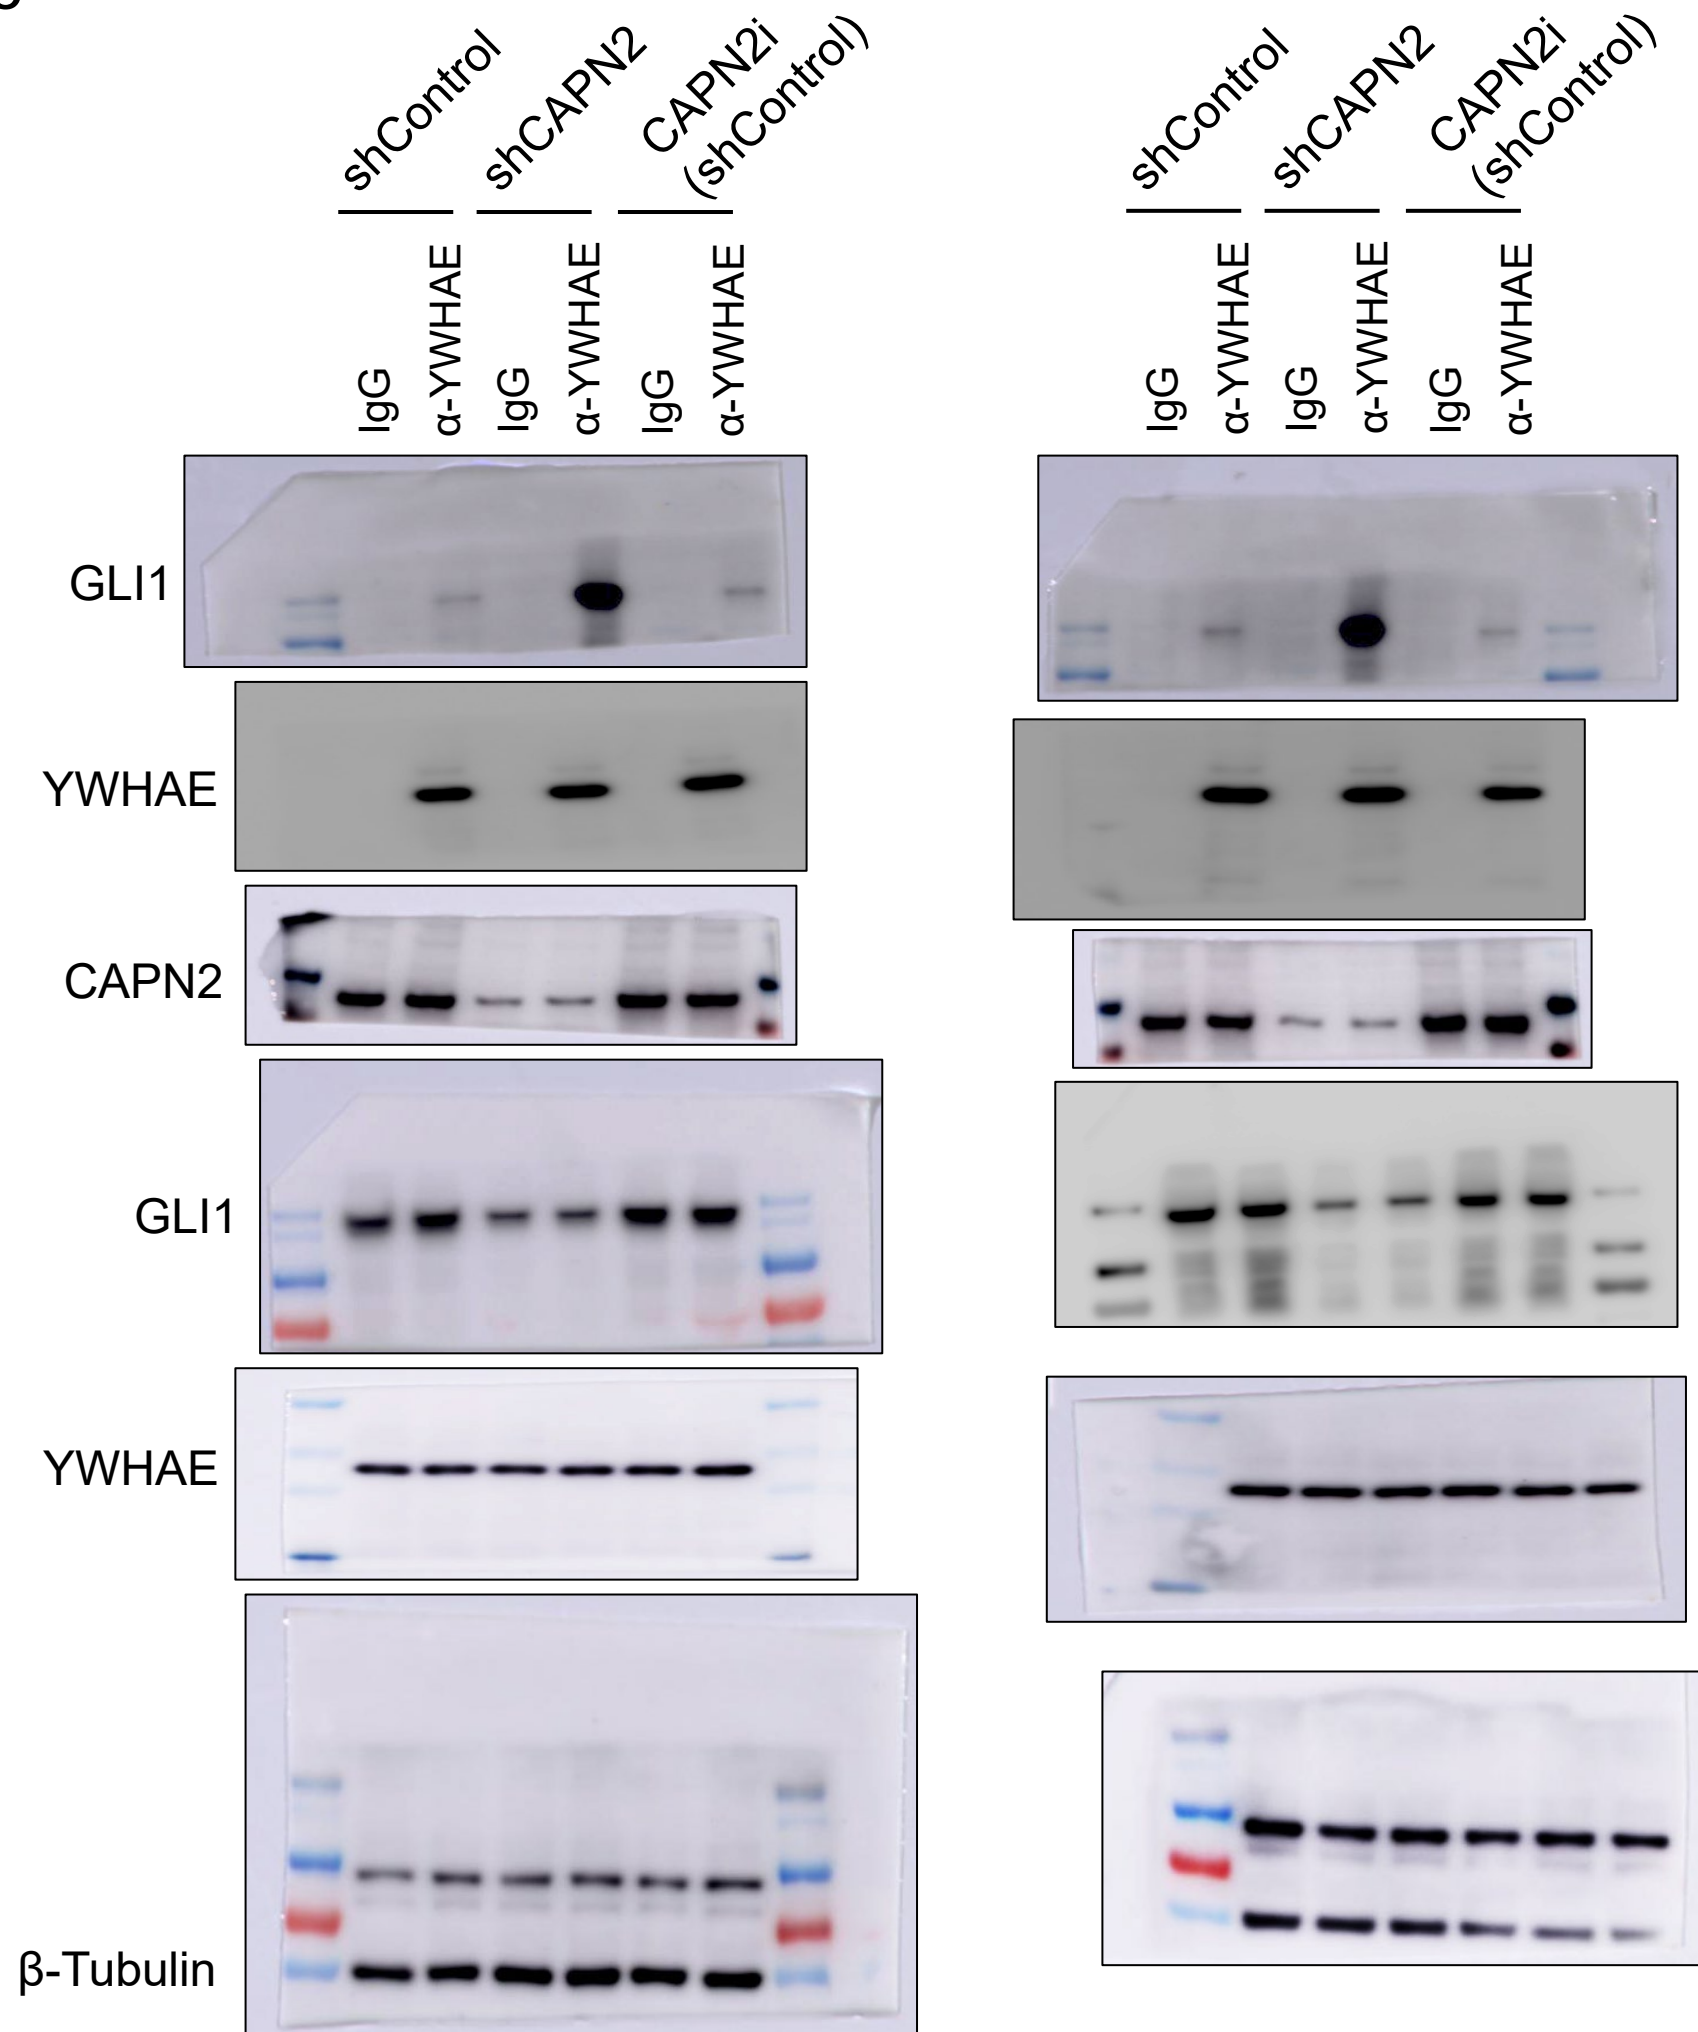 shControl
shCAPN2
CAPN2i
(shControl)
shControl
shCAPN2
CAPN2i
(shControl)
IgG
α-YWHAE
IgG
α-YWHAE
IgG
α-YWHAE
IgG
α-YWHAE
IgG
α-YWHAE
IgG
α-YWHAE
GLI1
YWHAE
CAPN2
GLI1
YWHAE
β-Tubulin